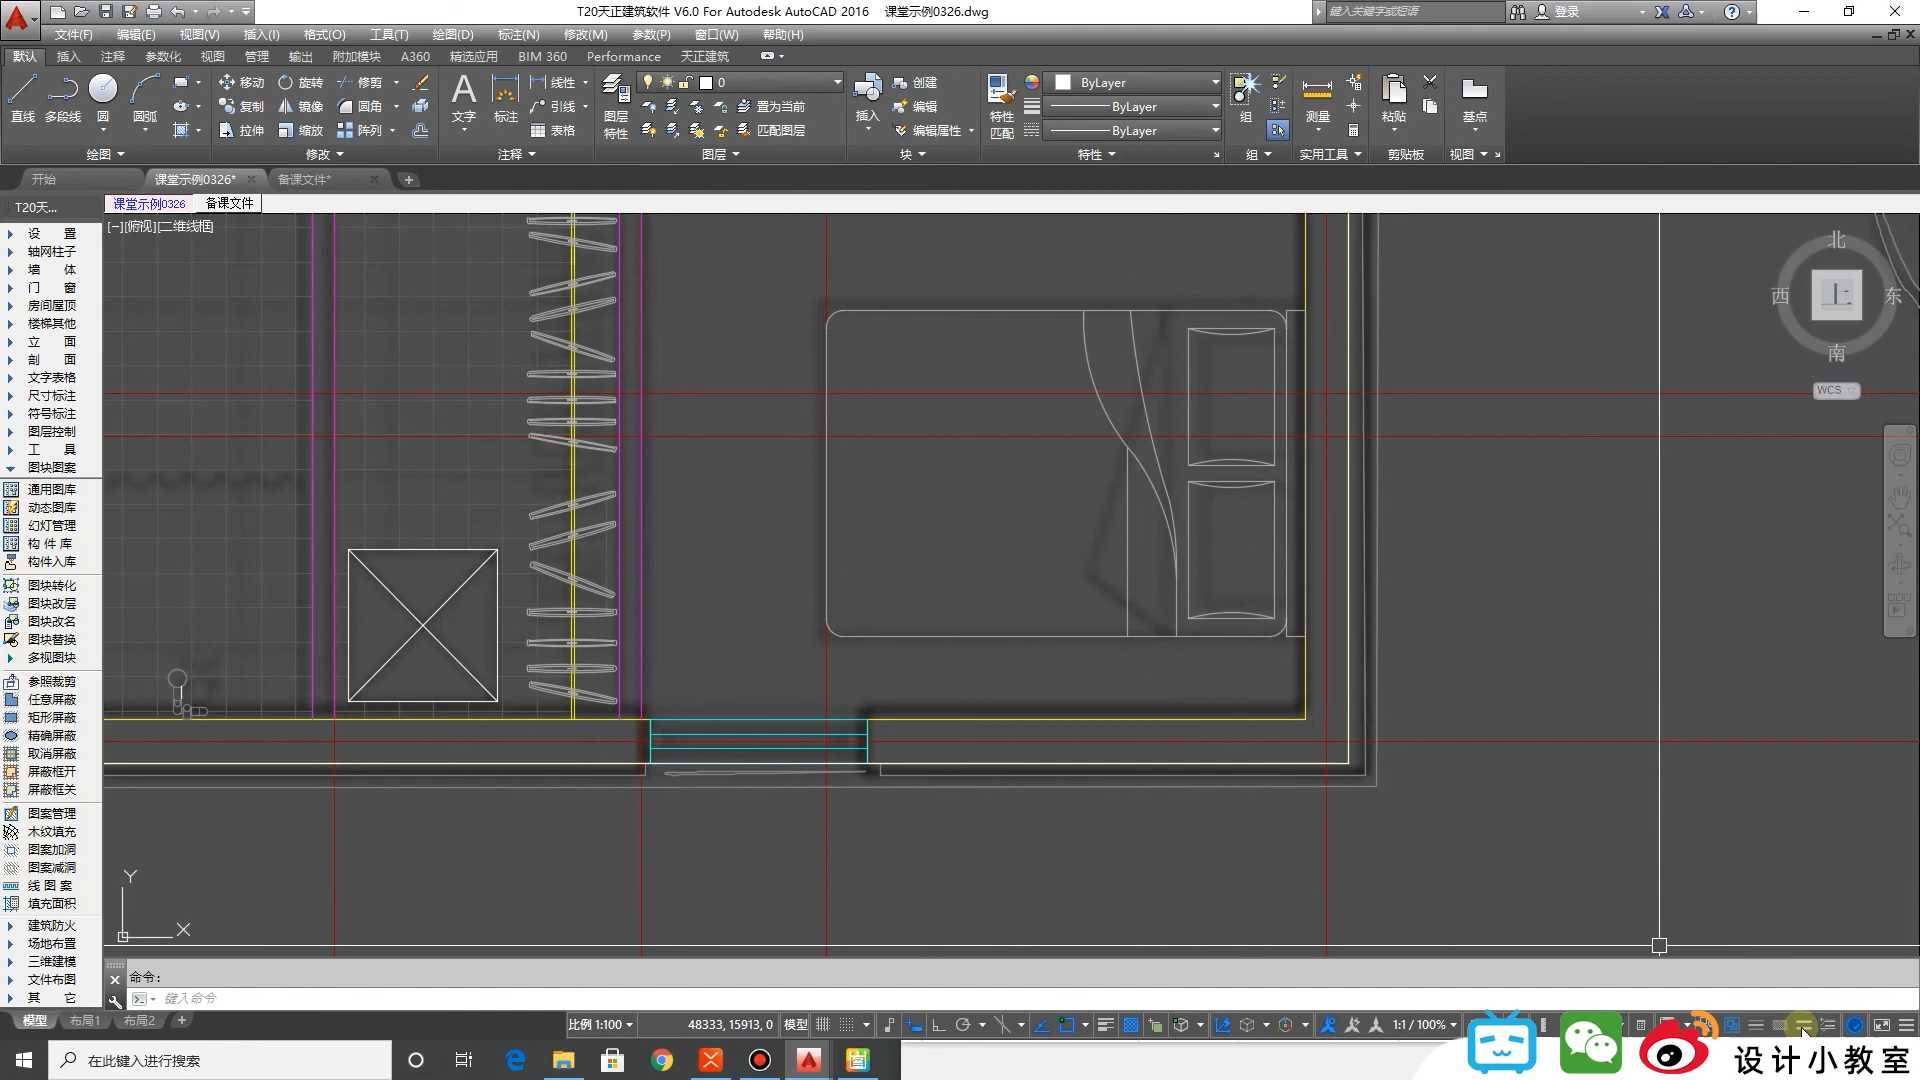 T20天正建筑软件 V6.0 For Autodesk AutoCAD 2016 课堂示例0326.dwg
键入关键字或短语
登录
文件(F) 编辑(E) 视图(V) 插入(I) 格式(O) 工具(T) 绘图(D) 标注(N) 修改(M) 参数(P) 窗口(W) 帮助(H)
默认 插入 注释 参数化 视图 管理 输出 附加模块 A360 精选应用 BIM 360 Performance 天正建筑
直线 多段线 圆 圆弧
移动 旋转 修剪
复制 镜像 圆角
拉伸 缩放 阵列
文字 标注
线性
引线
表格
图层
特性
0
置为当前
匹配图层
插入
创建
编辑
编辑属性
特性
匹配
ByLayer
ByLayer
ByLayer
组
测量
粘贴
基点
绘图 修改 注释 图层 块 特性 组 实用工具 剪贴板 视图
开始 课堂示例0326* 备课文件*
T20天...
课堂示例0326 备课文件
[−][俯视][二维线框]
设 置
轴网柱子
墙 体
门 窗
房间屋顶
楼梯其他
立 面
剖 面
文字表格
尺寸标注
符号标注
图层控制
工 具
图块图案
通用图库
动态图库
幻灯管理
构 件 库
构件入库
图块转化
图块改层
图块改名
图块替换
多视图块
参照裁剪
任意屏蔽
矩形屏蔽
精确屏蔽
取消屏蔽
屏蔽框开
屏蔽框关
图案管理
木纹填充
图案加洞
图案减洞
线 图 案
填充面积
建筑防火
场地布置
三维建模
文件布图
其 它
北
西 上 东
南
WCS
Y
X
命令:
键入命令
模型 布局1 布局2
比例 1:100 48333, 15913, 0 模型 1:1 / 100%
在此键入进行搜索
设计小教室